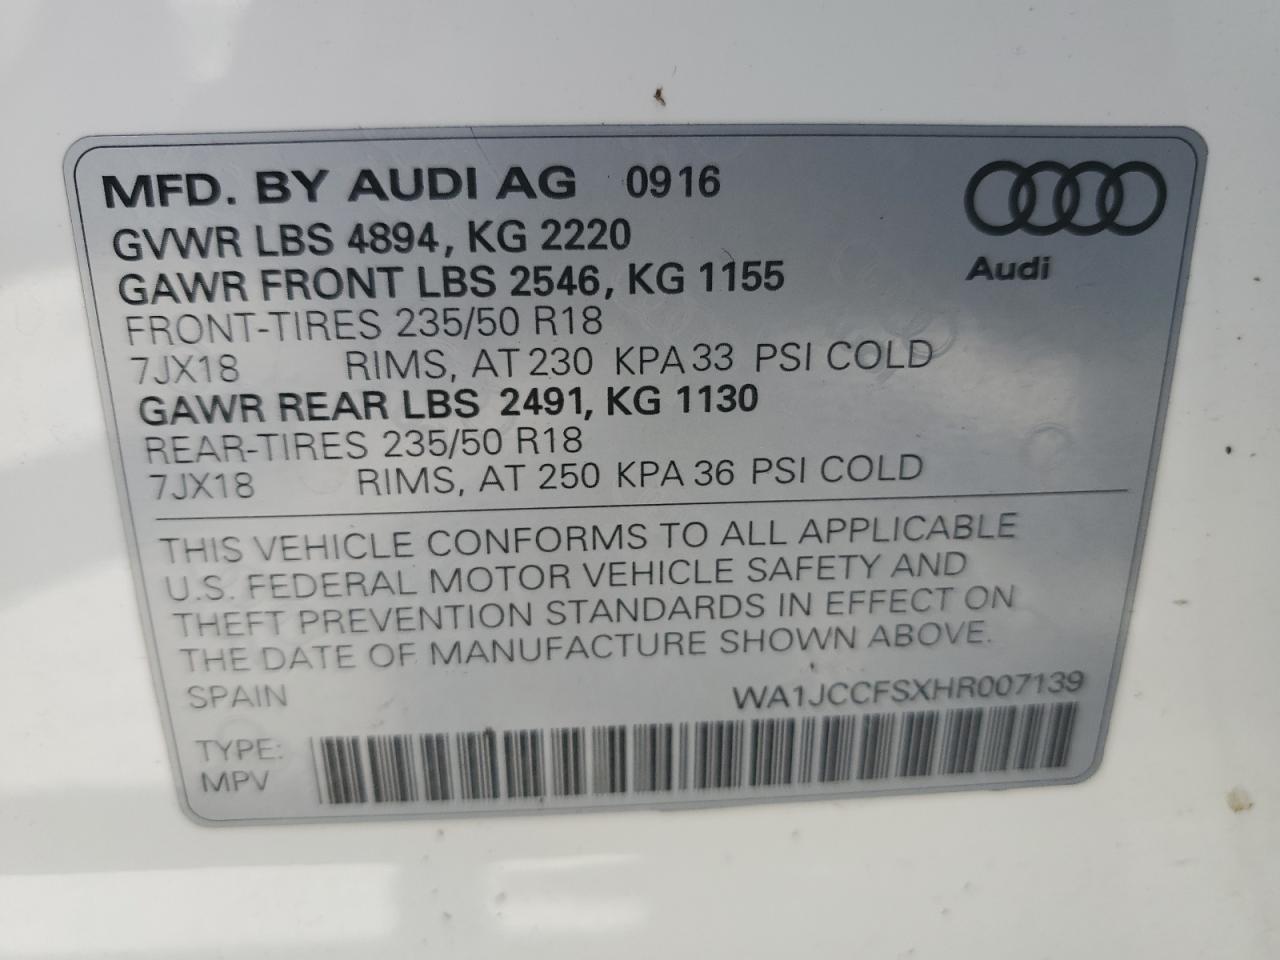 MFD. BY AUDI AG 0916
GVWR LBS 4894, KG 2220
GAWR FRONT LBS 2546, KG 1155
FRONT-TIRES 235/50 R18
7JX18 RIMS, AT 230 KPA 33 PSI COLD
GAWR REAR LBS 2491, KG 1130
REAR-TIRES 235/50 R18
7JX18 RIMS, AT 250 KPA 36 PSI COLD
Audi
THIS VEHICLE CONFORMS TO ALL APPLICABLE
U.S. FEDERAL MOTOR VEHICLE SAFETY AND
THEFT PREVENTION STANDARDS IN EFFECT ON
THE DATE OF MANUFACTURE SHOWN ABOVE.
SPAIN WA1JCCFSXHR007139
TYPE:
MPV